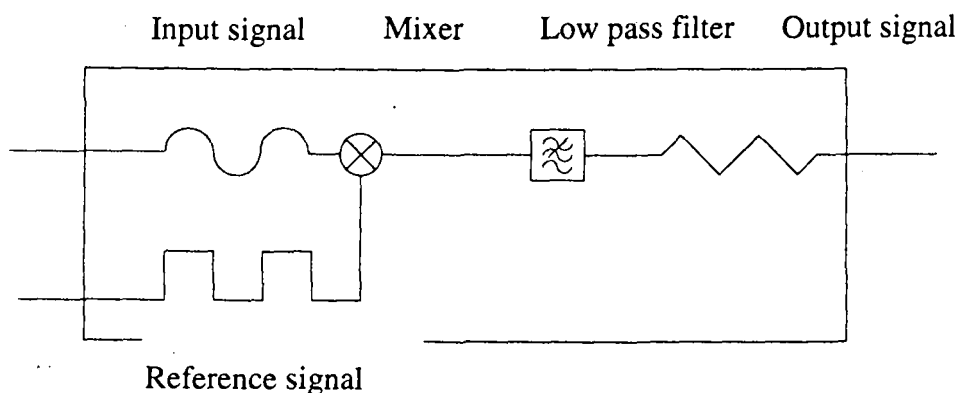 Input signal Mixer Low pass filter Output signal
Reference signal